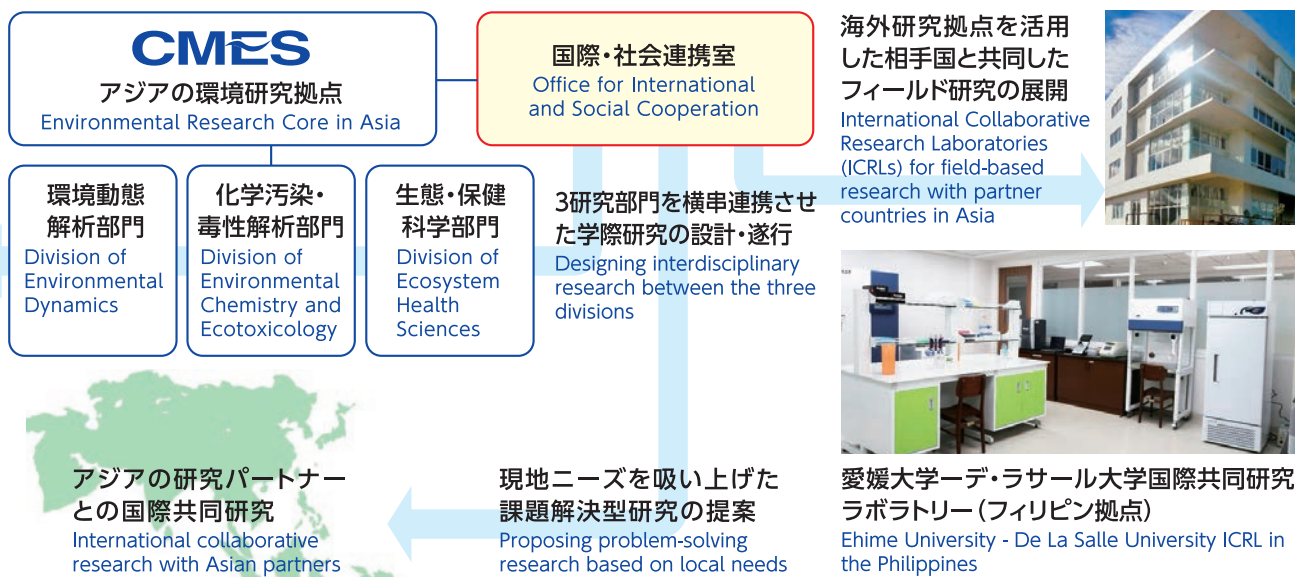 CMES
アジアの環境研究拠点
Environmental Research Core in Asia
国際・社会連携室
Office for International
and Social Cooperation
海外研究拠点を活用
した相手国と共同した
フィールド研究の展開
International Collaborative
Research Laboratories
(ICRLs) for field-based
research with partner
countries in Asia
環境動態
解析部門
Division of
Environmental
Dynamics
化学汚染・
毒性解析部門
Division of
Environmental
Chemistry and
Ecotoxicology
生態・保健
科学部門
Division of
Ecosystem
Health
Sciences
3研究部門を横串連携させ
た学際研究の設計・遂行
Designing interdisciplinary
research between the three
divisions
アジアの研究パートナー
との国際共同研究
International collaborative
research with Asian partners
現地ニーズを吸い上げた
課題解決型研究の提案
Proposing problem-solving
research based on local needs
愛媛大学ーデ・ラサール大学国際共同研究
ラボラトリー（フィリピン拠点）
Ehime University - De La Salle University ICRL in
the Philippines